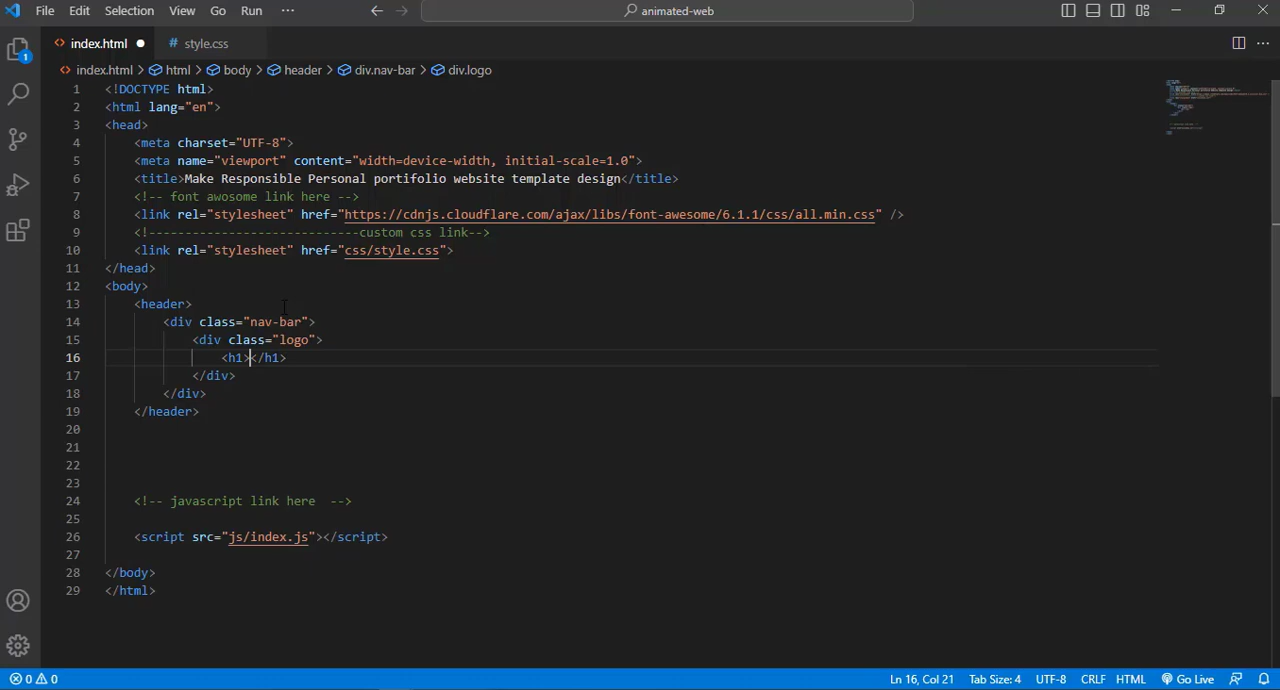 File Edit Selection View Go Run ··· animated-web
index.html style.css
index.html > html > body > header > div.nav-bar > div.logo
1 <!DOCTYPE html>
2 <html lang="en">
3 <head>
4 <meta charset="UTF-8">
5 <meta name="viewport" content="width=device-width, initial-scale=1.0">
6 <title>Make Responsible Personal portifolio website template design</title>
7 <!-- font awosome link here -->
8 <link rel="stylesheet" href="https://cdnjs.cloudflare.com/ajax/libs/font-awesome/6.1.1/css/all.min.css" />
9 <!-----------------------------custom css link-->
10 <link rel="stylesheet" href="css/style.css">
11 </head>
12 <body>
13 <header>
14 <div class="nav-bar">
15 <div class="logo">
16 <h1></h1>
17 </div>
18 </div>
19 </header>
20
21
22
23
24 <!-- javascript link here  -->
25
26 <script src="js/index.js"></script>
27
28 </body>
29 </html>
1
0 0 Ln 16, Col 21 Tab Size: 4 UTF-8 CRLF HTML Go Live